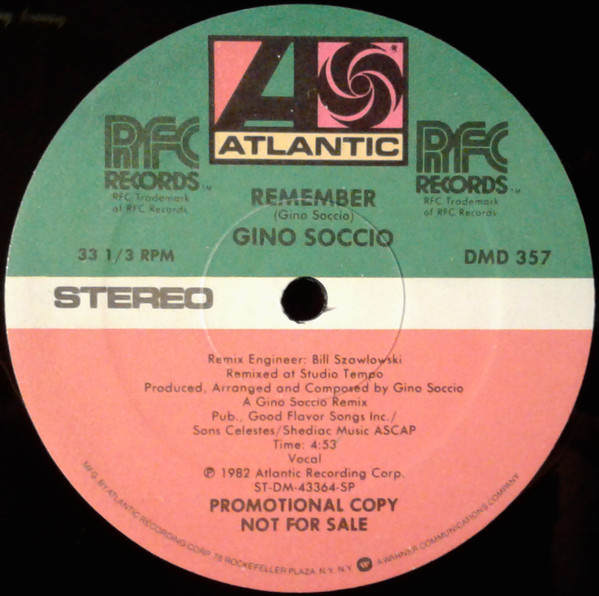 ATLANTIC
RFC
RECORDS™
RFC Trademark
of RFC Records
RFC
RECORDS™
RFC Trademark
of RFC Records
REMEMBER
(Gino Soccio)
GINO SOCCIO
33 1/3 RPM
DMD 357
STEREO
Remix Engineer: Bill Szawlowski
Remixed at Studio Tempo
Produced, Arranged and Composed by Gino Soccio
A Gino Soccio Remix
Pub., Good Flavor Songs Inc./
Sons Celestes/Shediac Music ASCAP
Time: 4:53
Vocal
℗ 1982 Atlantic Recording Corp.
ST-DM-43364-SP
PROMOTIONAL COPY
NOT FOR SALE
MFG. BY ATLANTIC RECORDING CORP. 75 ROCKEFELLER PLAZA, N.Y. N.Y. A WARNER COMMUNICATIONS COMPANY